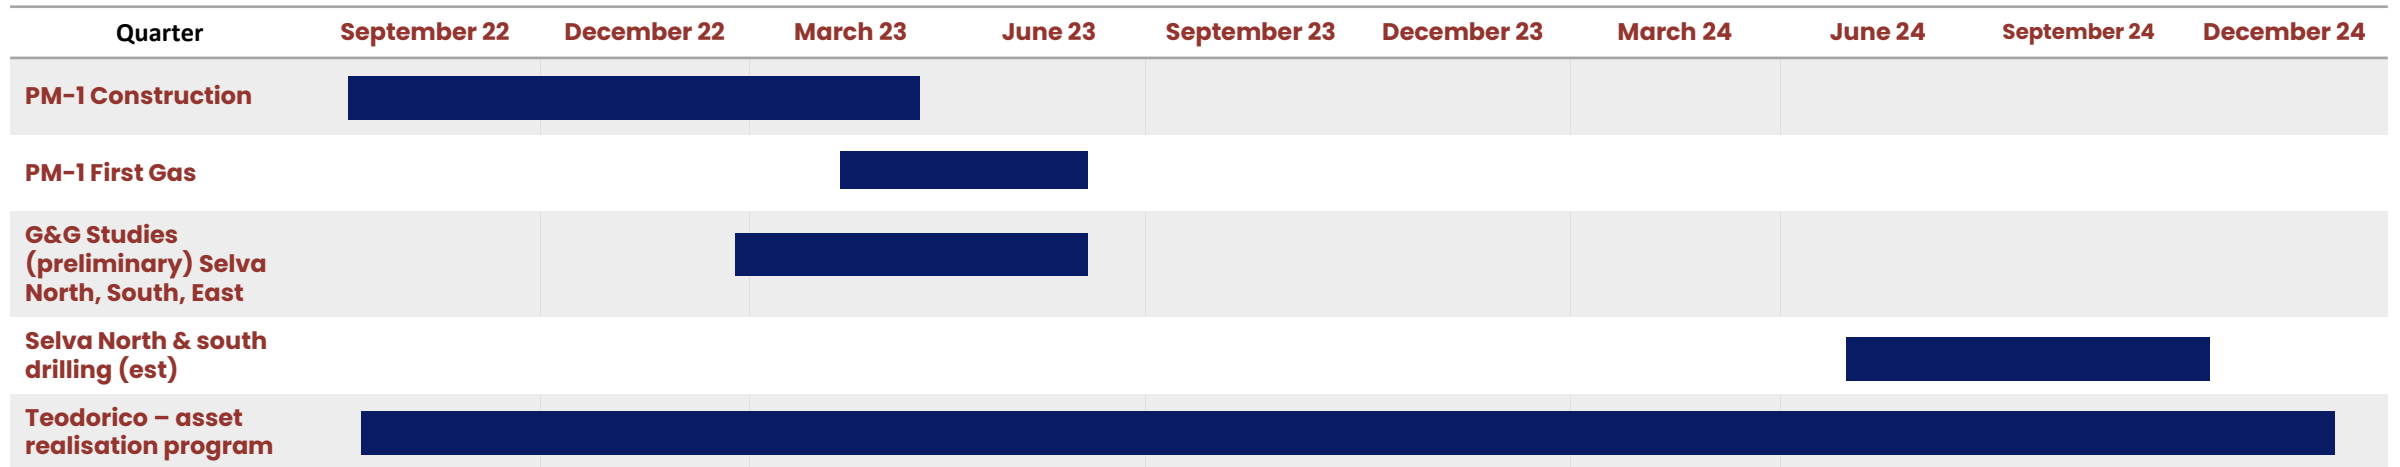 Quarter September 22 December 22 March 23 June 23 September 23 December 23 March 24 June 24 September 24 December 24
PM-1 Construction
PM-1 First Gas
G&G Studies
(preliminary) Selva
North, South, East
Selva North & south
drilling (est)
Teodorico – asset
realisation program